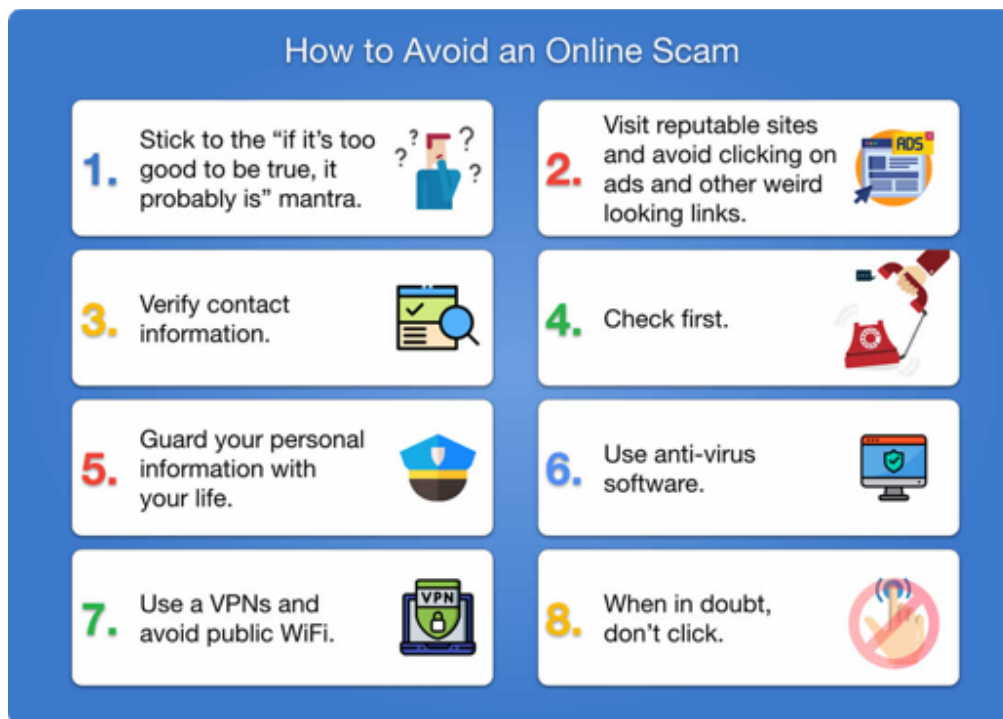 How to Avoid an Online Scam
1.
Stick to the “if it’s too
good to be true, it
probably is” mantra.
2.
Visit reputable sites
and avoid clicking on
ads and other weird
looking links.
ADS
3.
Verify contact
information.
4.
Check first.
5.
Guard your personal
information with
your life.
6.
Use anti-virus
software.
7.
Use a VPNs and
avoid public WiFi.
VPN
8.
When in doubt,
don’t click.